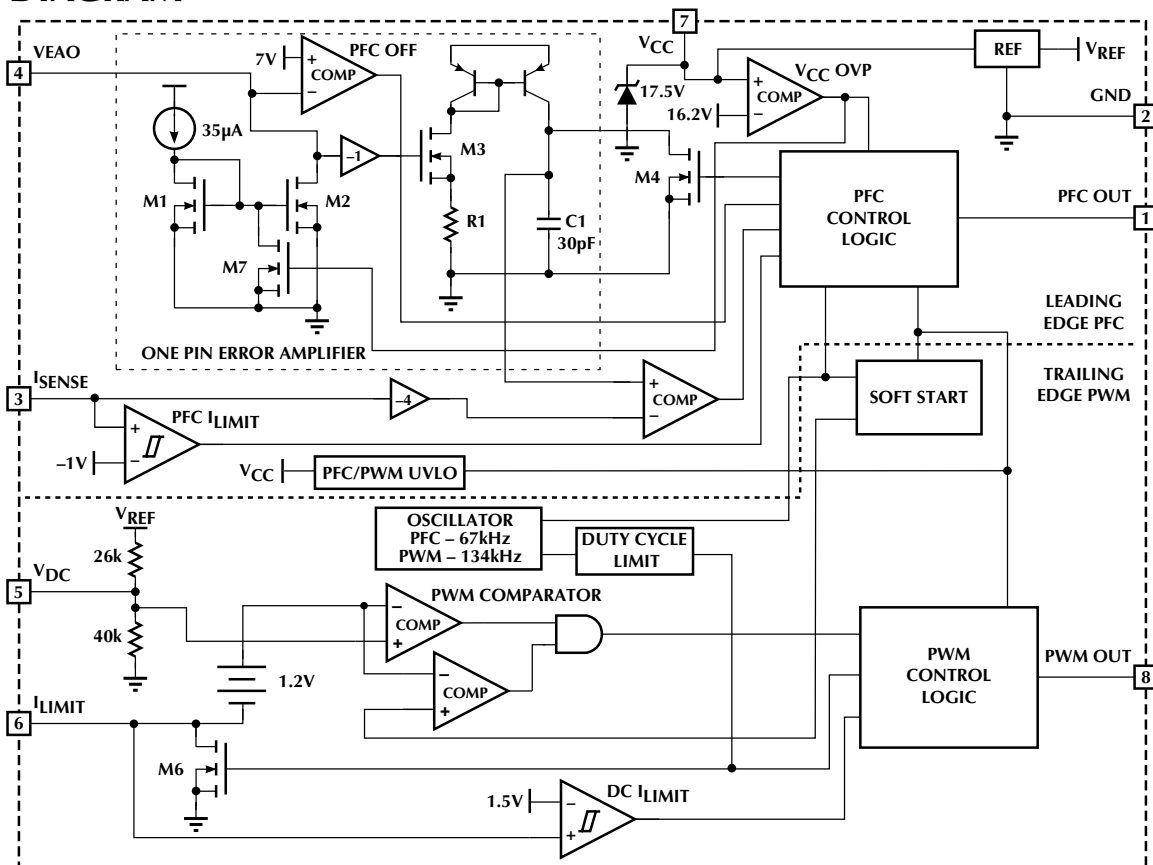 DIAGRAM
7
VEAO
4
7V
+
COMP
–
PFC OFF
VCC
17.5V
16.2V
+
COMP
–
VCC OVP
REF
VREF
GND
2
35µA
M1
M2
–1
M3
R1
C1
30pF
M4
M7
PFC
CONTROL
LOGIC
PFC OUT
1
ONE PIN ERROR AMPLIFIER
LEADING
EDGE PFC
TRAILING
EDGE PWM
ISENSE
3
–4
+
COMP
–
SOFT START
PFC ILIMIT
+
–
–1V
VCC
PFC/PWM UVLO
VREF
26k
VDC
5
40k
OSCILLATOR
PFC – 67kHz
PWM – 134kHz
DUTY CYCLE
LIMIT
PWM COMPARATOR
–
COMP
+
–
COMP
+
1.2V
PWM
CONTROL
LOGIC
PWM OUT
8
ILIMIT
6
M6
1.5V
–
+
DC ILIMIT